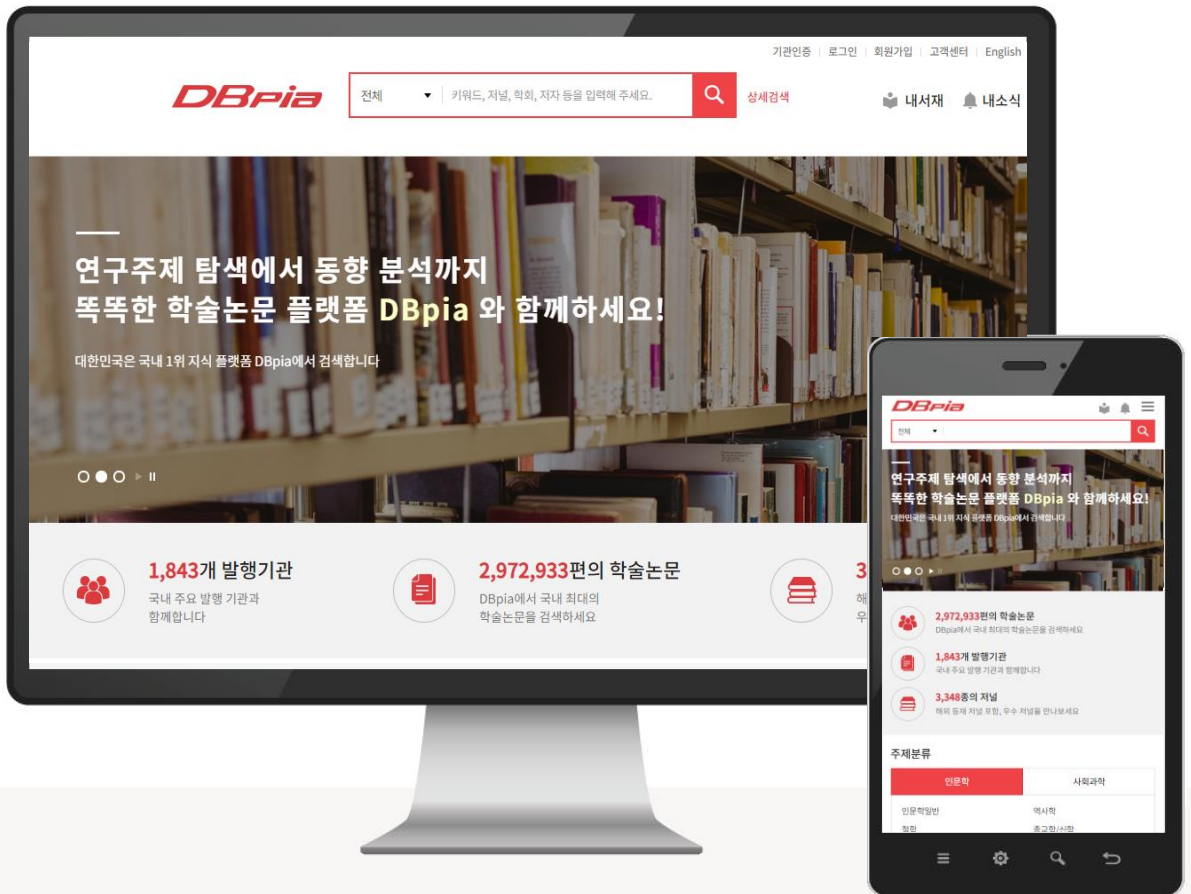 기관인증 로그인 회원가입 고객센터 English
DBpia
전체 키워드, 저널, 학회, 저자 등을 입력해 주세요. 상세검색 내서재 내소식
연구주제 탐색에서 동향 분석까지
똑똑한 학술논문 플랫폼 DBpia 와 함께하세요!
대한민국은 국내 1위 지식 플랫폼 DBpia에서 검색합니다
1,843개 발행기관
국내 주요 발행 기관과
함께합니다
2,972,933편의 학술논문
DBpia에서 국내 최대의
학술논문을 검색하세요
3
해
우
DBpia
전체
연구주제 탐색에서 동향 분석까지
똑똑한 학술논문 플랫폼 DBpia 와 함께하세요!
대한민국은 국내 1위 지식 플랫폼 DBpia에서 검색합니다
2,972,933편의 학술논문
DBpia에서 국내 최대의 학술논문을 검색하세요
1,843개 발행기관
국내 주요 발행 기관과 함께합니다
3,348종의 저널
해외 등재 저널 포함, 우수 저널을 만나보세요
주제분류
인문학 사회과학
인문학일반 역사학
철학 종교학/신학